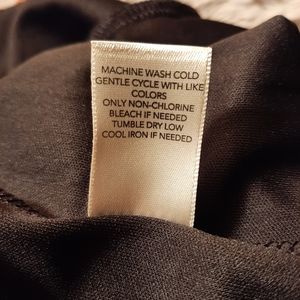 MACHINE WASH COLD
GENTLE CYCLE WITH LIKE
COLORS
ONLY NON-CHLORINE
BLEACH IF NEEDED
TUMBLE DRY LOW
COOL IRON IF NEEDED